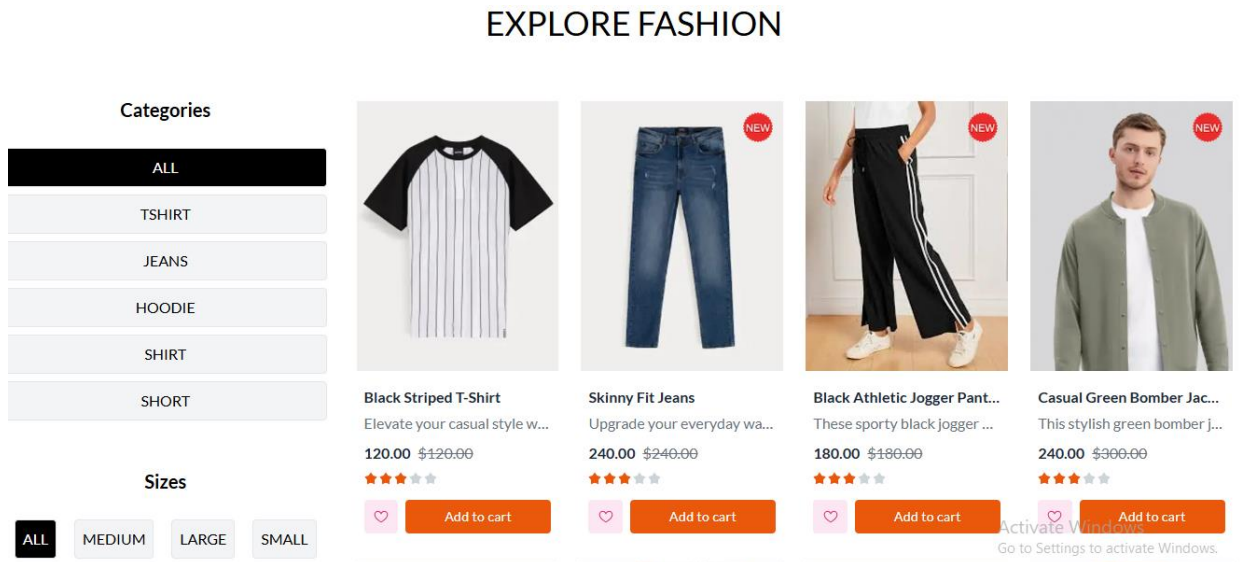 EXPLORE FASHION
Categories
ALL
TSHIRT
JEANS
HOODIE
SHIRT
SHORT
Sizes
ALL MEDIUM LARGE SMALL
NEW NEW NEW
Black Striped T-Shirt Skinny Fit Jeans Black Athletic Jogger Pant... Casual Green Bomber Jac...
Elevate your casual style w... Upgrade your everyday wa... These sporty black jogger ... This stylish green bomber j...
120.00 $120.00 240.00 $240.00 180.00 $180.00 240.00 $300.00
Add to cart Add to cart Add to cart Add to cart
Activate Windows
Go to Settings to activate Windows.